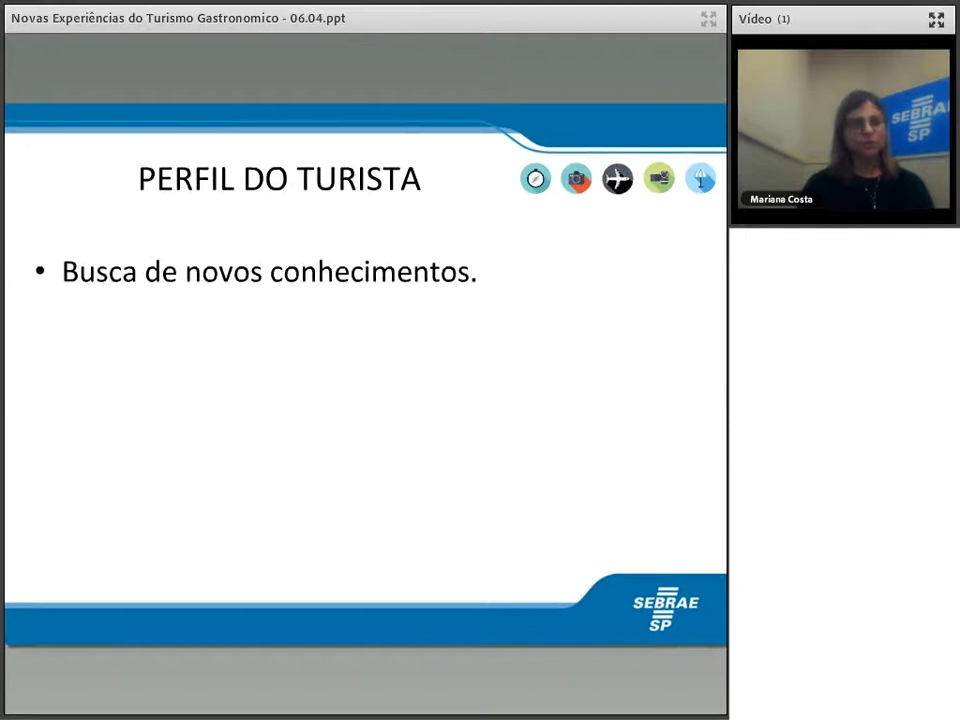 Novas Experiências do Turismo Gastronomico - 06.04.ppt
Vídeo (1)
SEBRAE
SP
Mariana Costa
PERFIL DO TURISTA
• Busca de novos conhecimentos.
SEBRAE
SP